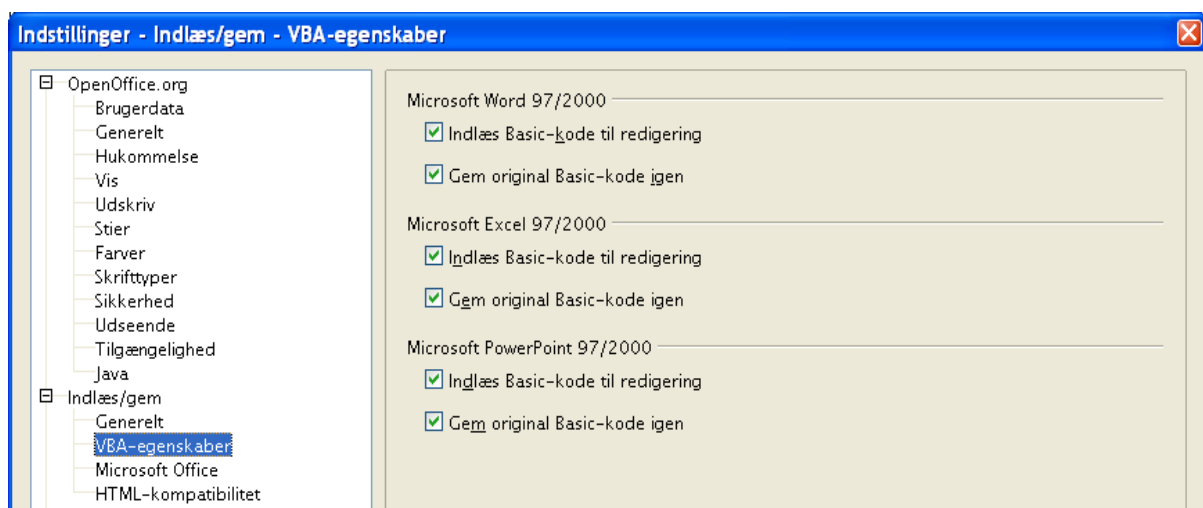 Indstillinger - Indlæs/gem - VBA-egenskaber
OpenOffice.org
Brugerdata
Generelt
Hukommelse
Vis
Udskriv
Stier
Farver
Skrifttyper
Sikkerhed
Udseende
Tilgængelighed
Java
Indlæs/gem
Generelt
VBA-egenskaber
Microsoft Office
HTML-kompatibilitet
Microsoft Word 97/2000
Indlæs Basic-kode til redigering
Gem original Basic-kode igen
Microsoft Excel 97/2000
Indlæs Basic-kode til redigering
Gem original Basic-kode igen
Microsoft PowerPoint 97/2000
Indlæs Basic-kode til redigering
Gem original Basic-kode igen